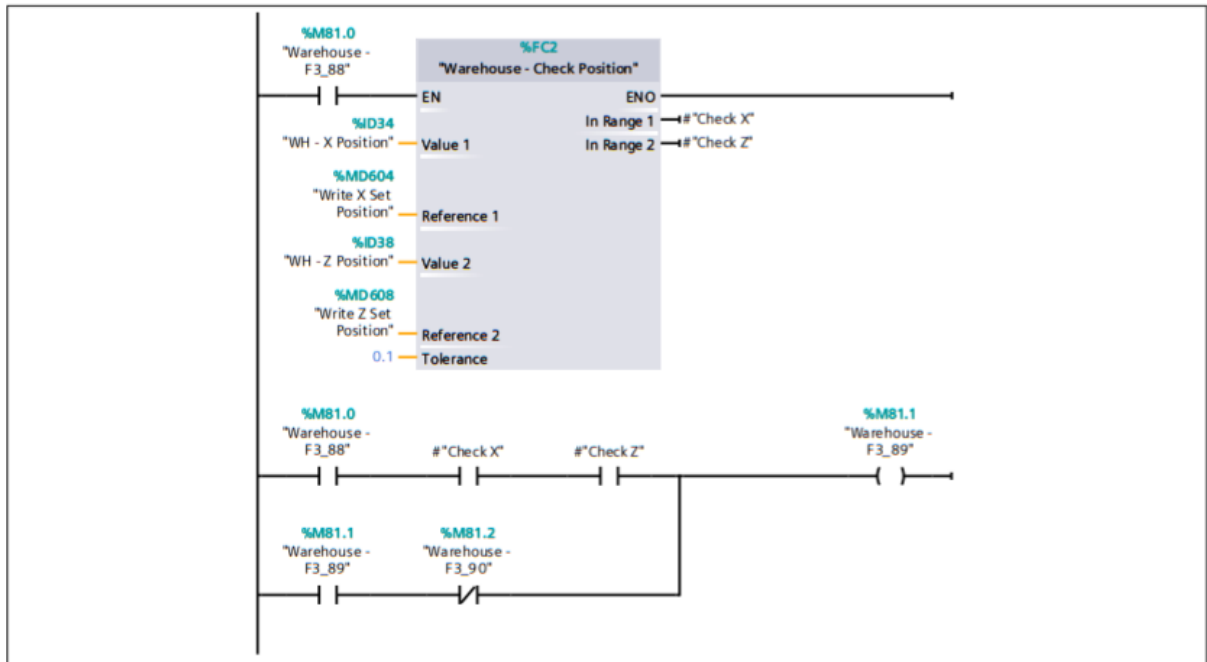 %M81.0
"Warehouse -
F3_88"
%FC2
"Warehouse - Check Position"
EN
ENO
%ID34
"WH - X Position"
Value 1
In Range 1
#"Check X"
In Range 2
#"Check Z"
%MD604
"Write X Set
Position"
Reference 1
%ID38
"WH - Z Position"
Value 2
%MD608
"Write Z Set
Position"
Reference 2
0.1
Tolerance
%M81.0
"Warehouse -
F3_88"
#"Check X"
#"Check Z"
%M81.1
"Warehouse -
F3_89"
%M81.1
"Warehouse -
F3_89"
%M81.2
"Warehouse -
F3_90"